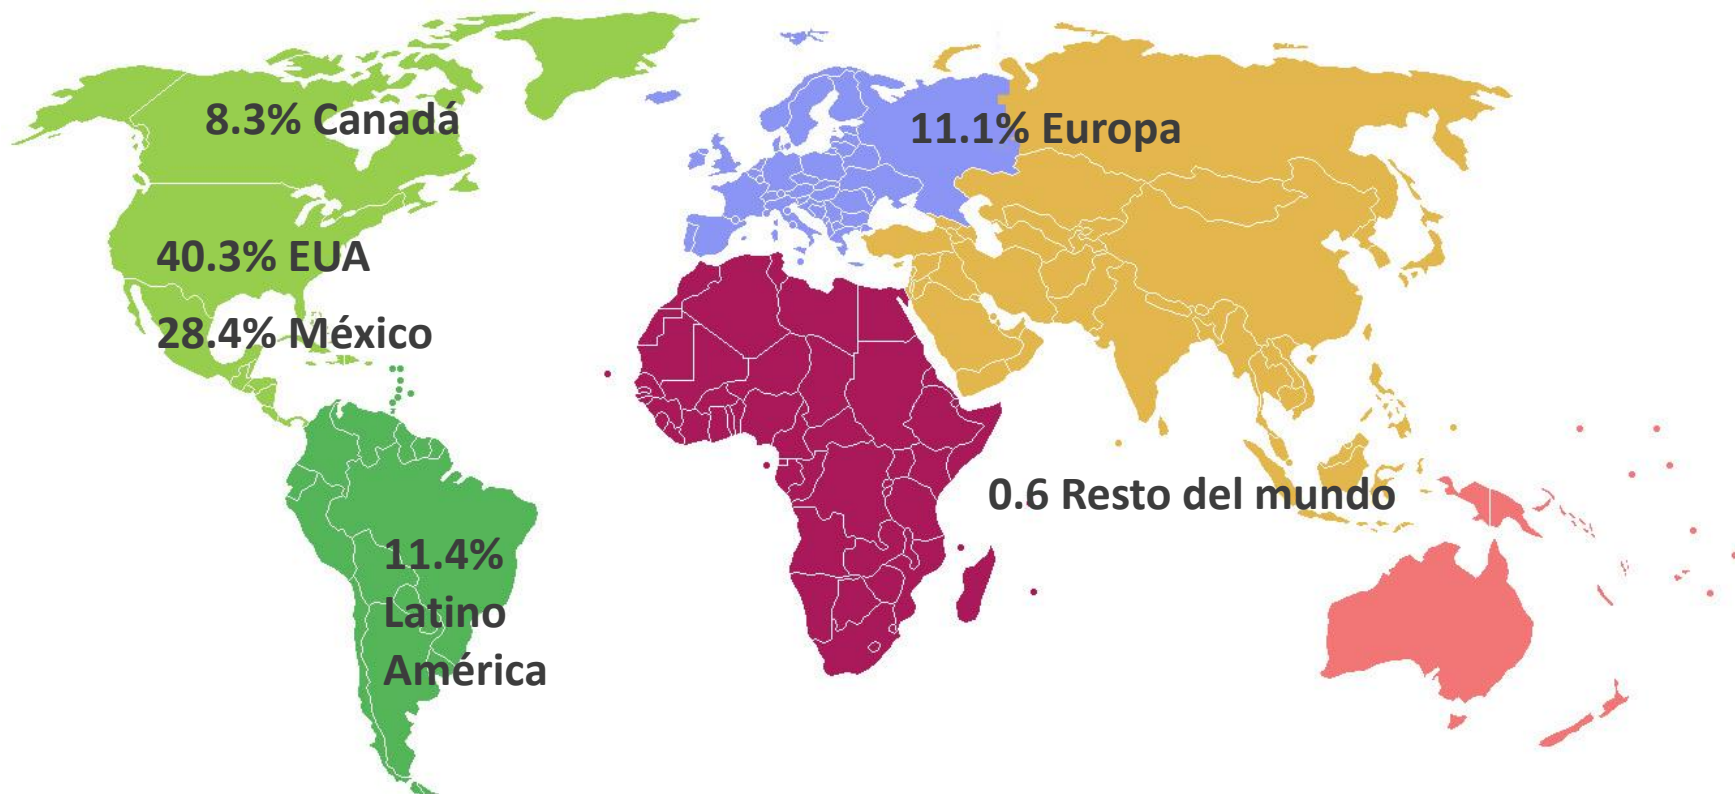 8.3% Canadá
11.1% Europa
40.3% EUA
28.4% México
0.6 Resto del mundo
11.4%
Latino
América